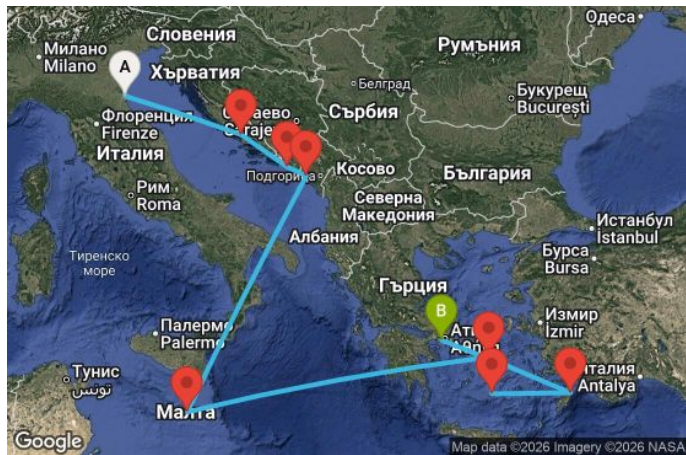 Одеса
СЛОВЕНИЯ
Милано
Milano
РУМЪНИЯ
A
ХЪРВАТИЯ
Белград
Букурещ
București
Флоренция
Firenze
Sarajevo
СЪРБИЯ
ИТАЛИЯ
Подгорица
КОСОВО
БЪЛГАРИЯ
Рим
Roma
СЕВЕРНА
МАКЕДОНИЯ
Истанбул
İstanbul
АЛБАНИЯ
Тиренско
море
Бурса
Bursa
ГЪРЦИЯ
B
Измир
İzmir
Палермо
Palermo
Тунис
تونس
Antalya
Малта
Google
Map data ©2026 Imagery ©2026 NASA